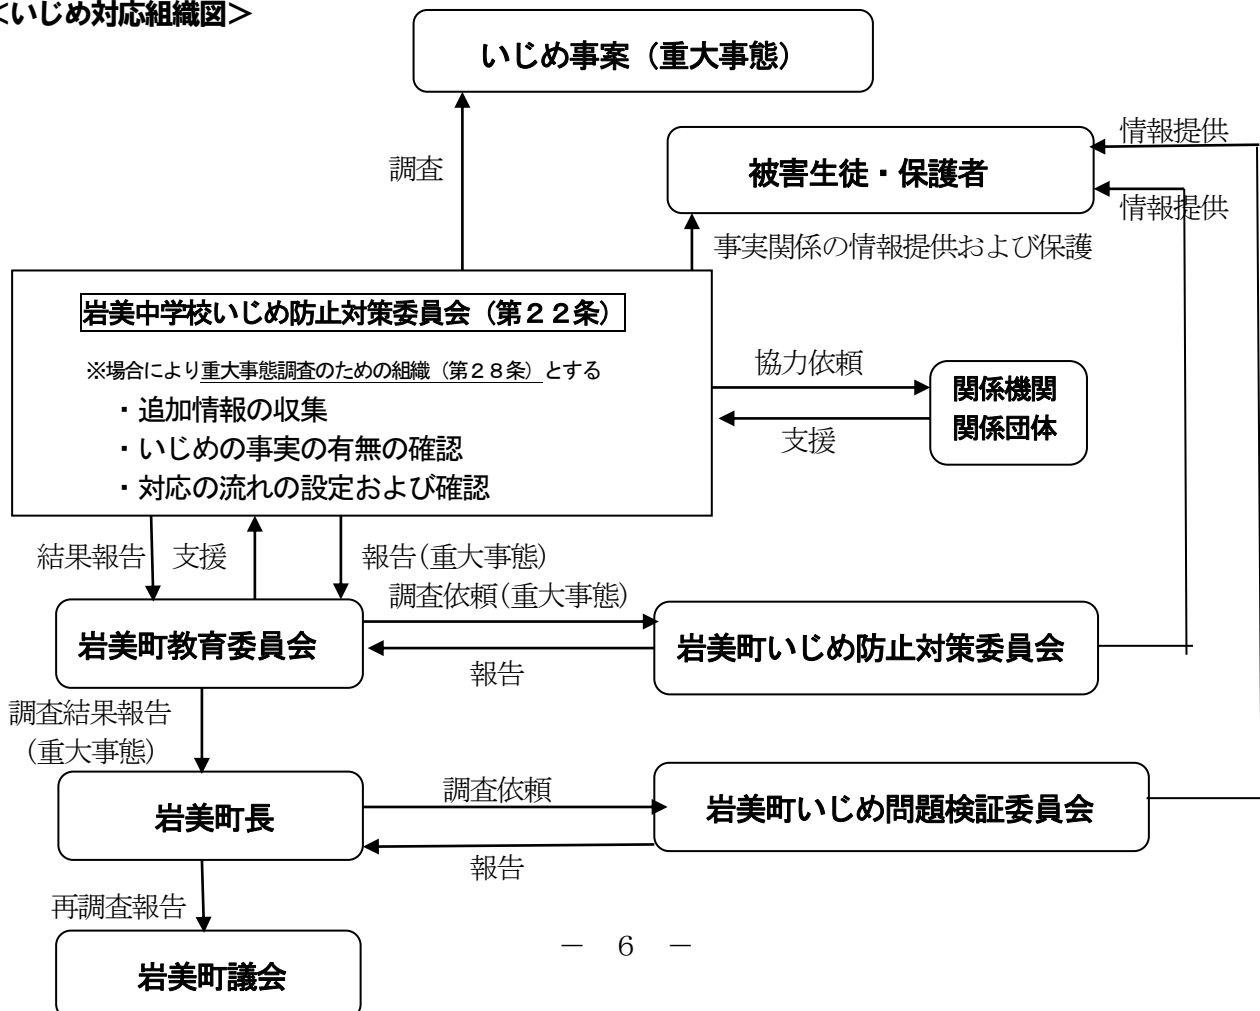 ＜いじめ対応組織図＞
いじめ事案（重大事態）
情報提供
調査
被害生徒・保護者
情報提供
事実関係の情報提供および保護
岩美中学校いじめ防止対策委員会（第２２条）
※場合により重大事態調査のための組織（第２８条）とする
・追加情報の収集
・いじめの事実の有無の確認
・対応の流れの設定および確認
協力依頼
関係機関
関係団体
支援
結果報告
支援
報告(重大事態)
調査依頼(重大事態)
岩美町教育委員会
岩美町いじめ防止対策委員会
報告
調査結果報告
(重大事態)
岩美町長
調査依頼
岩美町いじめ問題検証委員会
報告
再調査報告
岩美町議会
－ 6 －